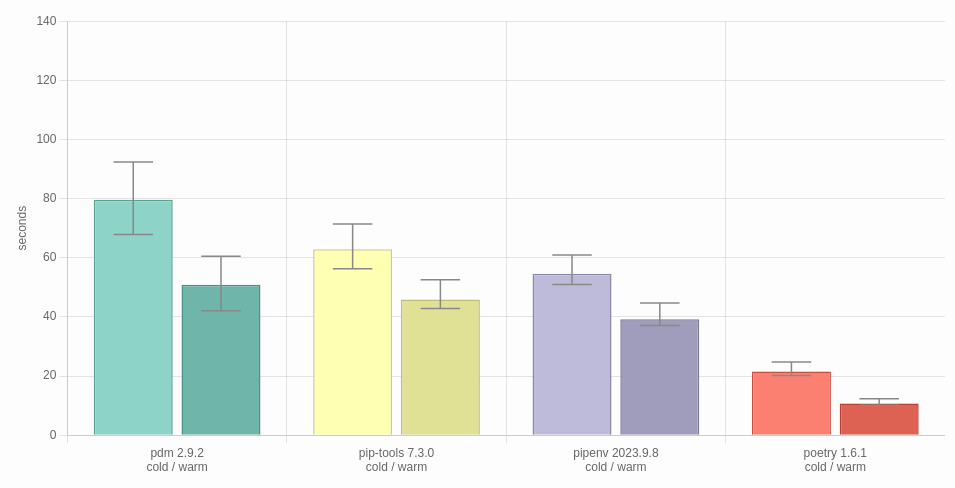 140
120
100
80
60
40
20
0
seconds
pdm 2.9.2
cold / warm
pip-tools 7.3.0
cold / warm
pipenv 2023.9.8
cold / warm
poetry 1.6.1
cold / warm